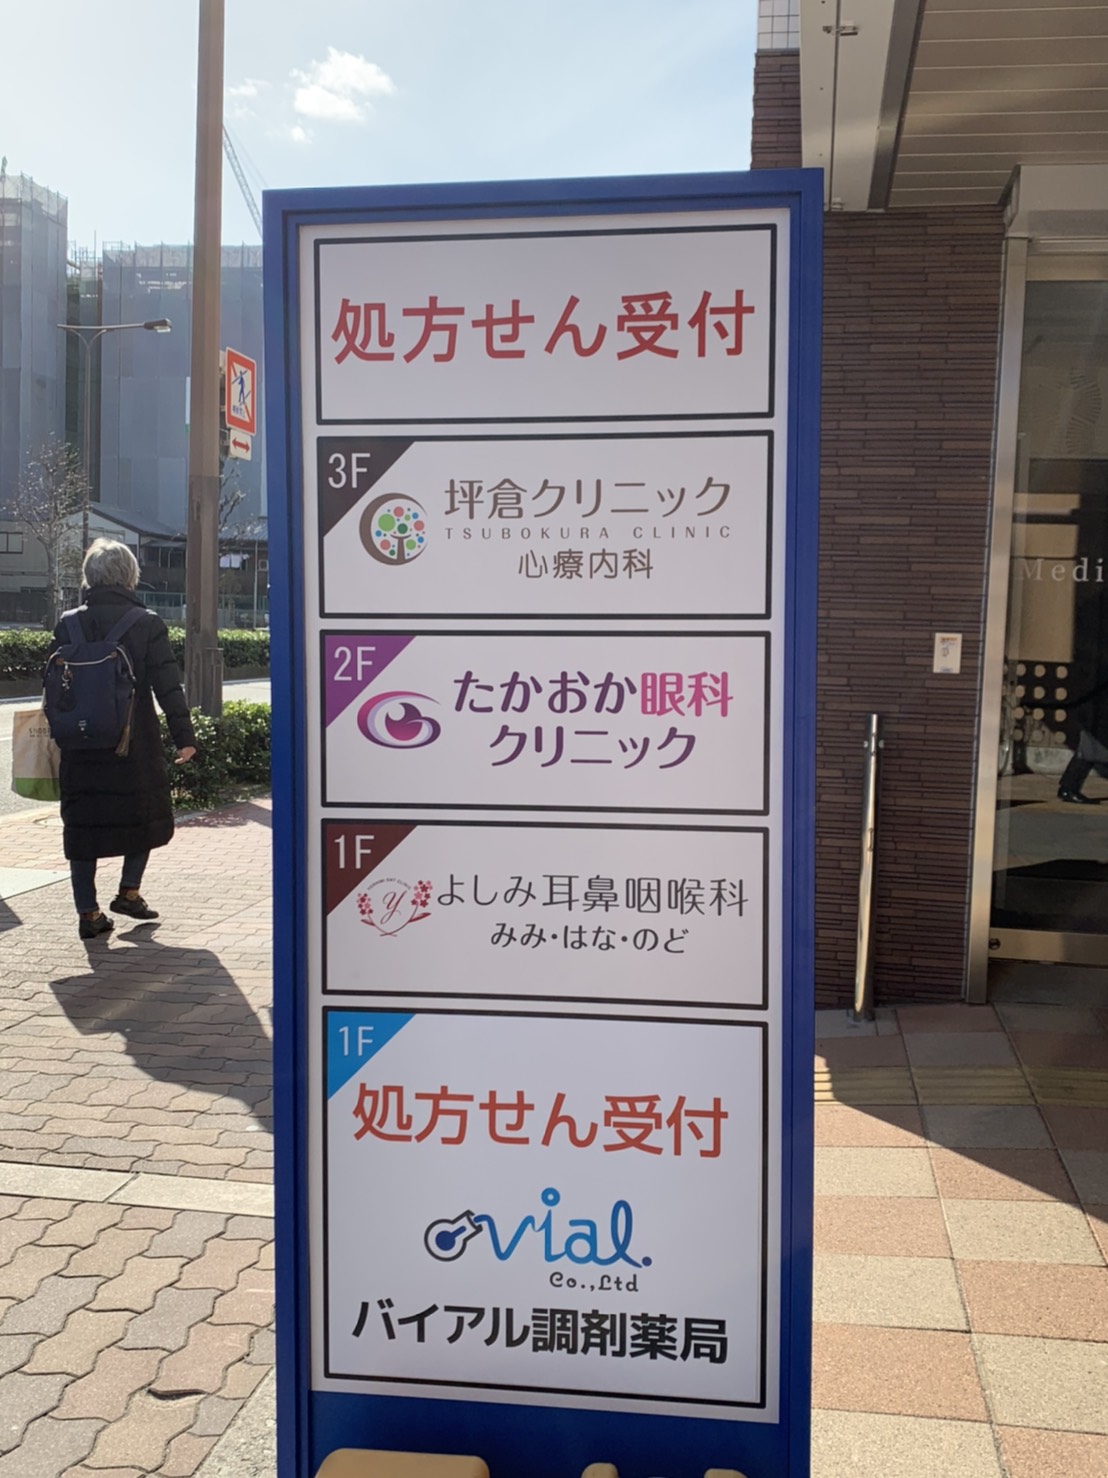 処方せん受付
3F
坪倉クリニック
TSUBOKURA CLINIC
心療内科
2F
たかおか眼科
クリニック
1F
y
よしみ耳鼻咽喉科
みみ・はな・のど
1F
処方せん受付
vial.
Co.,Ltd
バイアル調剤薬局
Medi